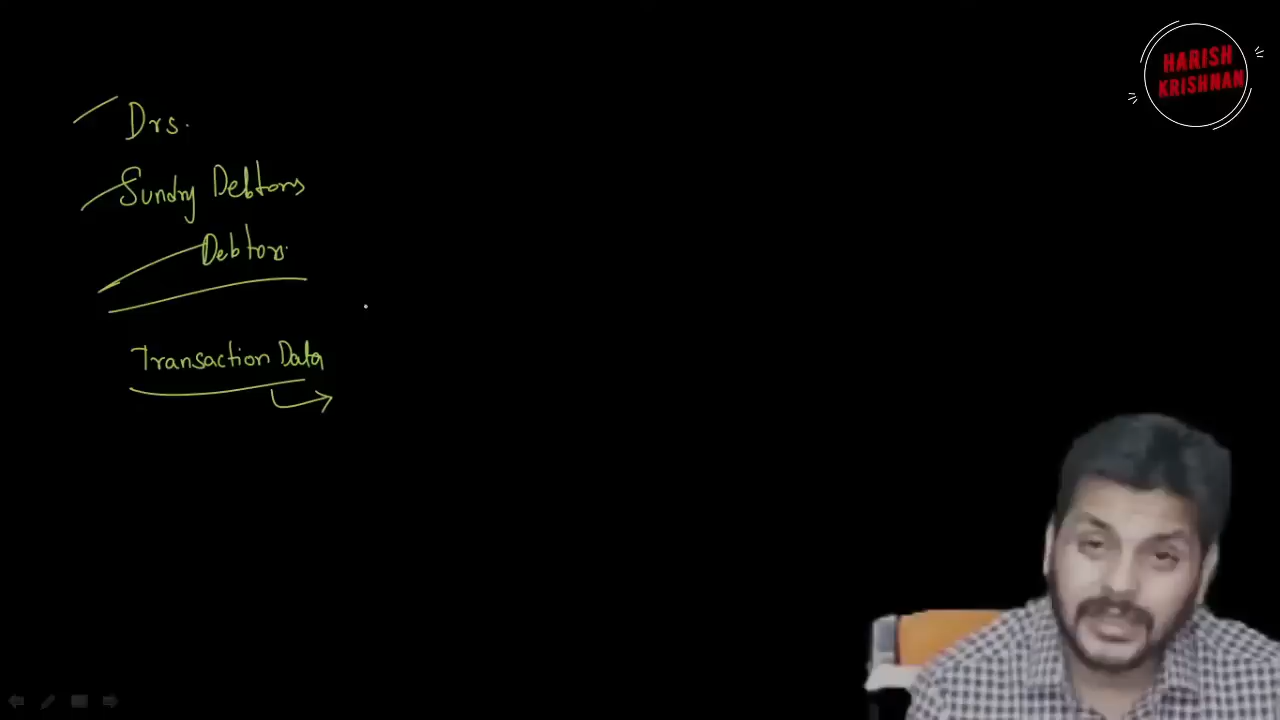 HARISH
KRISHNAN
Drs.
Sundry Debtors
Debtors.
Transaction Data